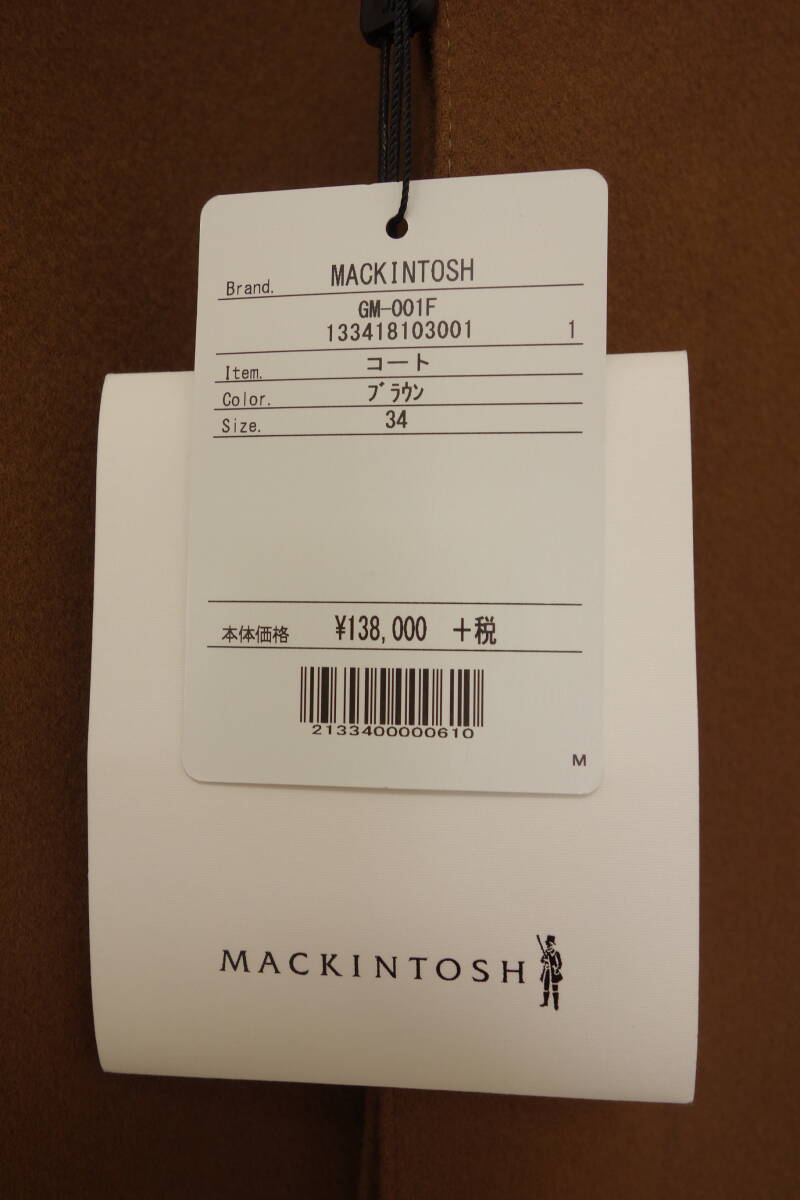 Brand. MACKINTOSH
GM-001F
133418103001 1
Item. コート
Color. ブラウン
Size. 34
本体価格 ¥138,000 +税
2133400000610
M
MACKINTOSH